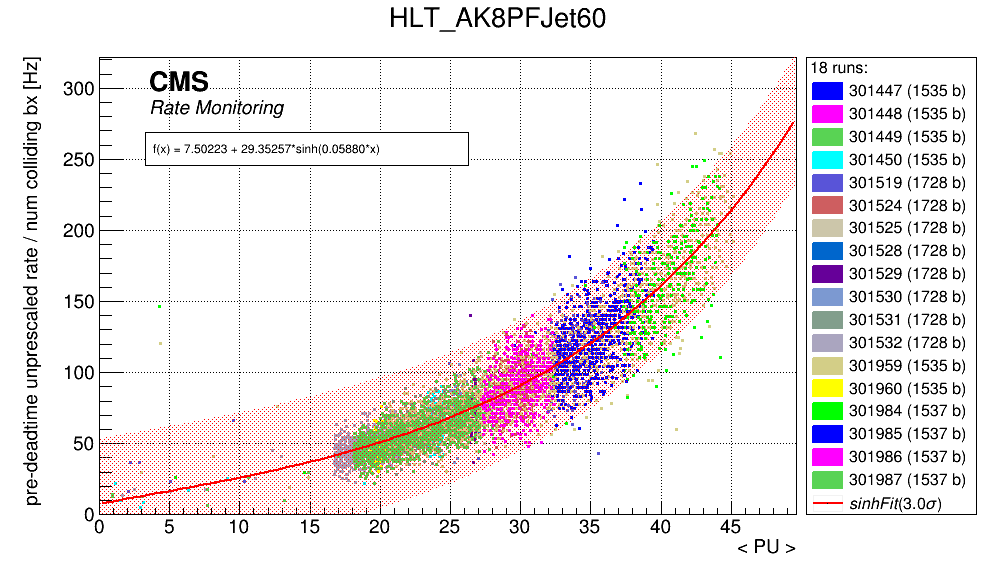 HLT_AK8PFJet60
pre-deadtime unprescaled rate / num colliding bx [Hz]
300
250
200
150
100
50
0
CMS
Rate Monitoring
f(x) = 7.50223 + 29.35257*sinh(0.05880*x)
0 5 10 15 20 25 30 35 40 45
< PU >
18 runs:
301447 (1535 b)
301448 (1535 b)
301449 (1535 b)
301450 (1535 b)
301519 (1728 b)
301524 (1728 b)
301525 (1728 b)
301528 (1728 b)
301529 (1728 b)
301530 (1728 b)
301531 (1728 b)
301532 (1728 b)
301959 (1535 b)
301960 (1535 b)
301984 (1537 b)
301985 (1537 b)
301986 (1537 b)
301987 (1537 b)
sinhFit(3.0σ)